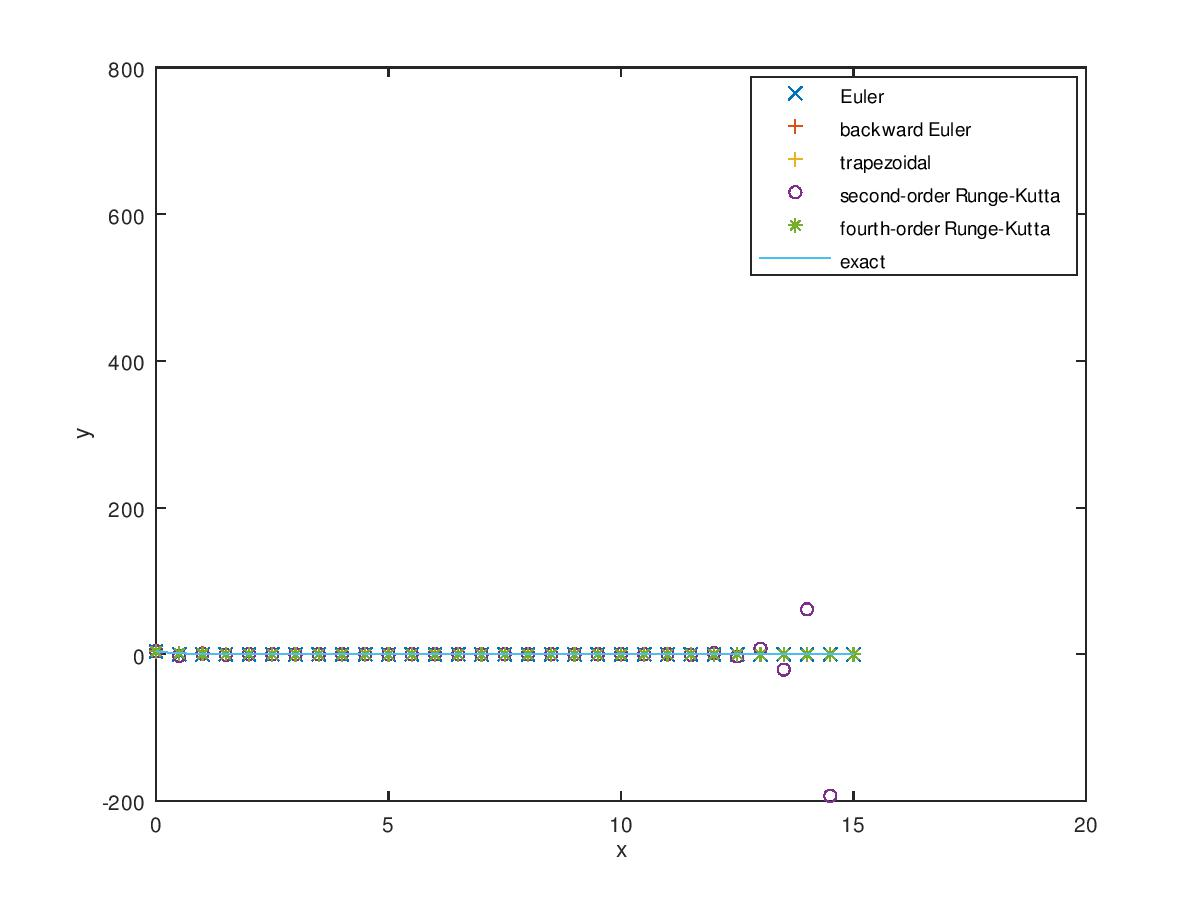 800
600
400
200
0
-200
y
0 5 10 15 20
x
Euler
backward Euler
trapezoidal
second-order Runge-Kutta
fourth-order Runge-Kutta
exact